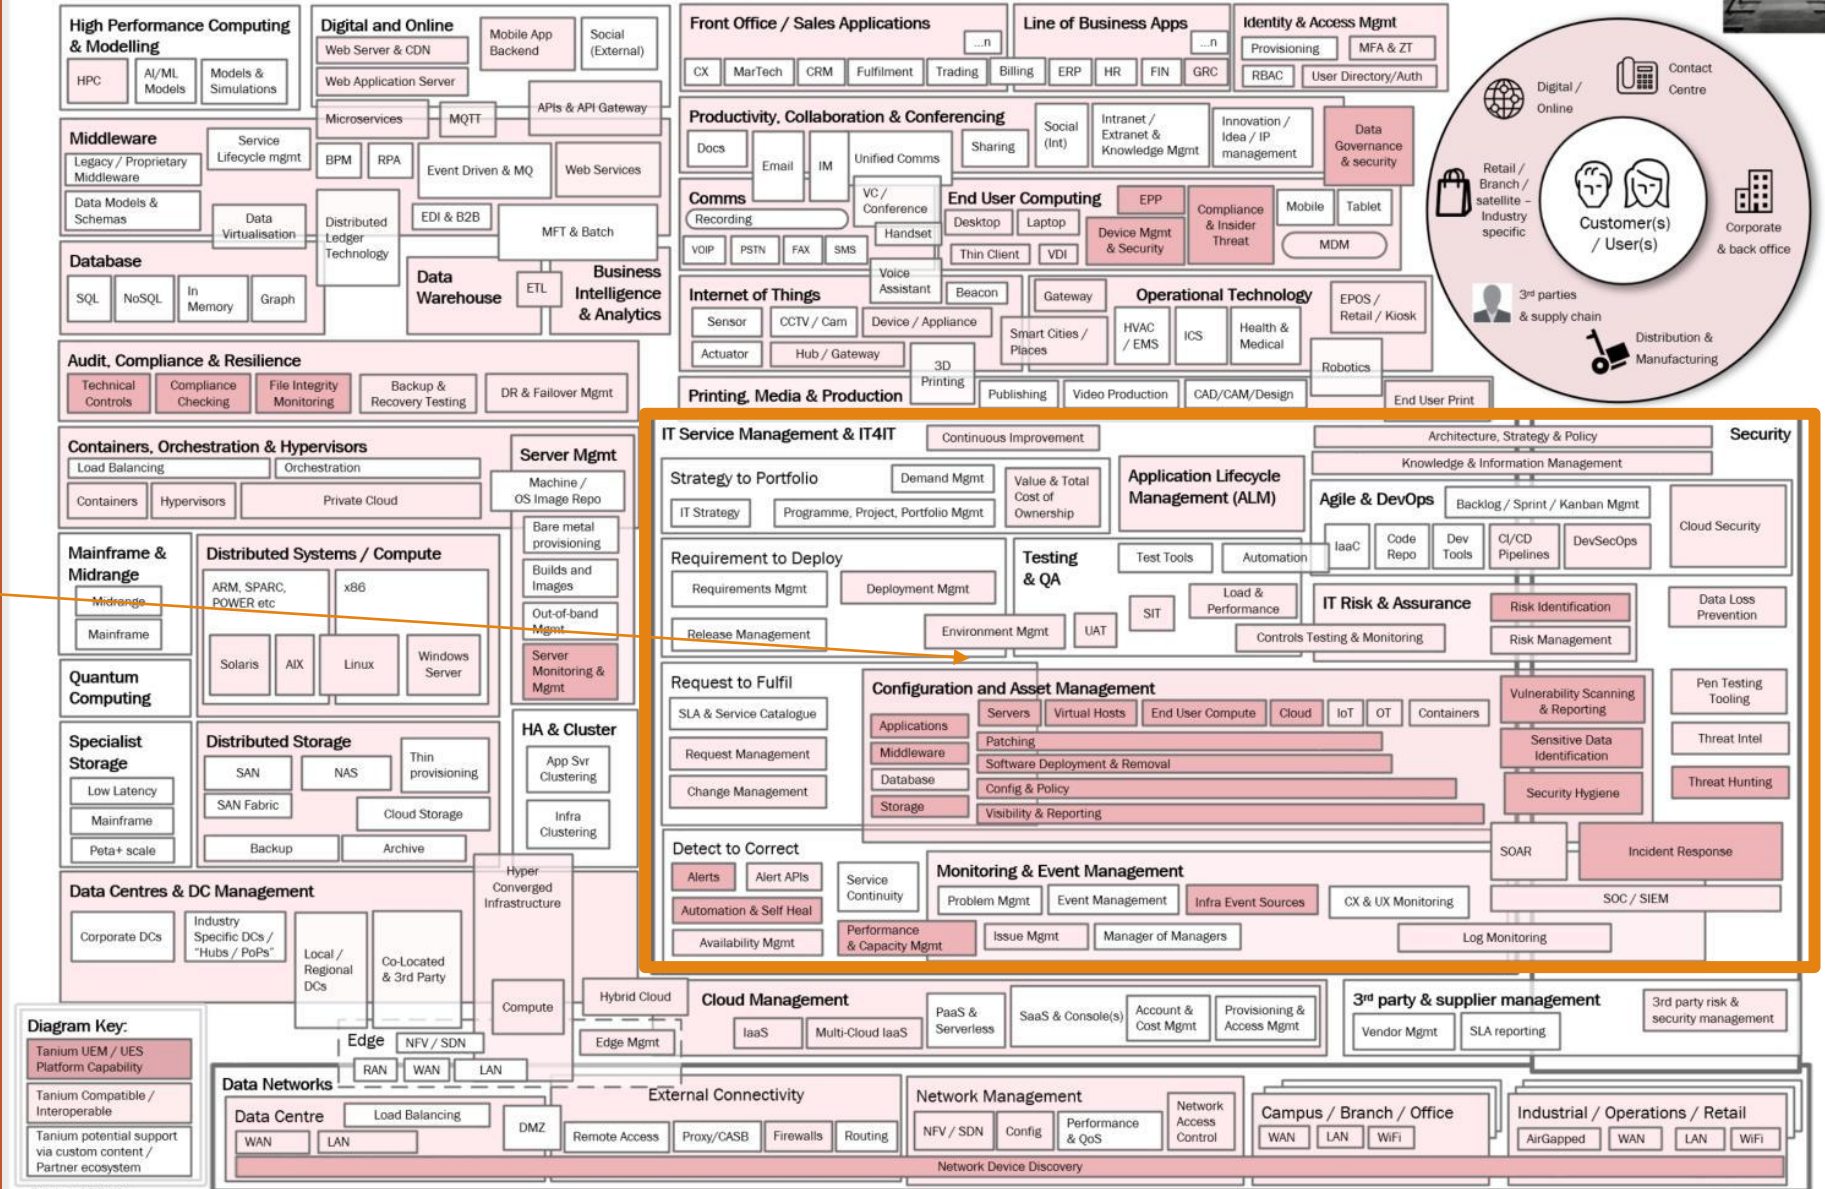 High Performance Computing
& Modelling
HPC
AI/ML
Models
Models &
Simulations
Digital and Online
Web Server & CDN
Web Application Server
Mobile App
Backend
Social
(External)
Microservices
MQTT
APIs & API Gateway
Middleware
Service
Lifecycle mgmt
Legacy / Proprietary
Middleware
Data Models &
Schemas
BPM
RPA
Event Driven & MQ
Web Services
Data
Virtualisation
Distributed
Ledger
Technology
EDI & B2B
MFT & Batch
Database
SQL
NoSQL
In
Memory
Graph
Data
Warehouse
ETL
Business
Intelligence
& Analytics
Audit, Compliance & Resilience
Technical
Controls
Compliance
Checking
File Integrity
Monitoring
Backup &
Recovery Testing
DR & Failover Mgmt
Containers, Orchestration & Hypervisors
Load Balancing
Orchestration
Containers
Hypervisors
Private Cloud
Server Mgmt
Machine /
OS Image Repo
Bare metal
provisioning
Builds and
Images
Out-of-band
Mgmt
Server
Monitoring &
Mgmt
Mainframe &
Midrange
Midrange
Mainframe
Distributed Systems / Compute
ARM, SPARC,
POWER etc
x86
Solaris
AIX
Linux
Windows
Server
Quantum
Computing
Specialist
Storage
Low Latency
Mainframe
Peta+ scale
Distributed Storage
SAN
NAS
Thin
provisioning
SAN Fabric
Cloud Storage
Backup
Archive
HA & Cluster
App Svr
Clustering
Infra
Clustering
Data Centres & DC Management
Corporate DCs
Industry
Specific DCs /
"Hubs / PoPs"
Local /
Regional
DCs
Co-Located
& 3rd Party
Hyper
Converged
Infrastructure
Compute
Hybrid Cloud
Front Office / Sales Applications
...n
CX
MarTech
CRM
Fulfilment
Trading
Billing
Line of Business Apps
...n
ERP
HR
FIN
GRC
Identity & Access Mgmt
Provisioning
MFA & ZT
RBAC
User Directory/Auth
Productivity, Collaboration & Conferencing
Docs
Email
IM
Unified Comms
Sharing
Social
(Int)
Intranet /
Extranet &
Knowledge Mgmt
Innovation /
Idea / IP
management
Data
Governance
& security
Comms
Recording
VOIP
PSTN
FAX
SMS
VC /
Conference
Handset
Voice
Assistant
End User Computing
EPP
Desktop
Laptop
Thin Client
VDI
Device Mgmt
& Security
Compliance
& Insider
Threat
Mobile
Tablet
MDM
Internet of Things
Beacon
Sensor
CCTV / Cam
Device / Appliance
Actuator
Hub / Gateway
3D
Printing
Gateway
Smart Cities /
Places
Operational Technology
HVAC
/ EMS
ICS
Health &
Medical
EPOS /
Retail / Kiosk
Robotics
Printing, Media & Production
Publishing
Video Production
CAD/CAM/Design
End User Print
Digital /
Online
Contact
Centre
Retail /
Branch /
satellite –
Industry
specific
Customer(s)
/ User(s)
Corporate
& back office
3rd parties
& supply chain
Distribution &
Manufacturing
IT Service Management & IT4IT
Continuous Improvement
Architecture, Strategy & Policy
Knowledge & Information Management
Security
Strategy to Portfolio
Demand Mgmt
IT Strategy
Programme, Project, Portfolio Mgmt
Value & Total
Cost of
Ownership
Application Lifecycle
Management (ALM)
Agile & DevOps
Backlog / Sprint / Kanban Mgmt
IaaC
Code
Repo
Dev
Tools
CI/CD
Pipelines
DevSecOps
Cloud Security
Requirement to Deploy
Requirements Mgmt
Deployment Mgmt
Release Management
Environment Mgmt
Testing
& QA
Test Tools
Automation
UAT
SIT
Load &
Performance
IT Risk & Assurance
Risk Identification
Controls Testing & Monitoring
Risk Management
Data Loss
Prevention
Request to Fulfil
SLA & Service Catalogue
Request Management
Change Management
Configuration and Asset Management
Applications
Middleware
Database
Storage
Servers
Virtual Hosts
End User Compute
Cloud
IoT
OT
Containers
Patching
Software Deployment & Removal
Config & Policy
Visibility & Reporting
Vulnerability Scanning
& Reporting
Sensitive Data
Identification
Security Hygiene
Pen Testing
Tooling
Threat Intel
Threat Hunting
Detect to Correct
Alerts
Alert APIs
Automation & Self Heal
Availability Mgmt
Service
Continuity
Performance
& Capacity Mgmt
Monitoring & Event Management
Problem Mgmt
Event Management
Infra Event Sources
CX & UX Monitoring
Issue Mgmt
Manager of Managers
Log Monitoring
SOAR
Incident Response
SOC / SIEM
Cloud Management
IaaS
Multi-Cloud IaaS
PaaS &
Serverless
SaaS & Console(s)
Account &
Cost Mgmt
Provisioning &
Access Mgmt
3rd party & supplier management
Vendor Mgmt
SLA reporting
3rd party risk &
security management
Diagram Key:
Tanium UEM / UES
Platform Capability
Tanium Compatible /
Interoperable
Tanium potential support
via custom content /
Partner ecosystem
Edge
NFV / SDN
Edge Mgmt
RAN
WAN
LAN
Data Networks
Data Centre
Load Balancing
WAN
LAN
DMZ
External Connectivity
Remote Access
Proxy/CASB
Firewalls
Routing
Network Management
NFV / SDN
Config
Performance
& QoS
Network
Access
Control
Campus / Branch / Office
WAN
LAN
WiFi
Industrial / Operations / Retail
AirGapped
WAN
LAN
WiFi
Network Device Discovery